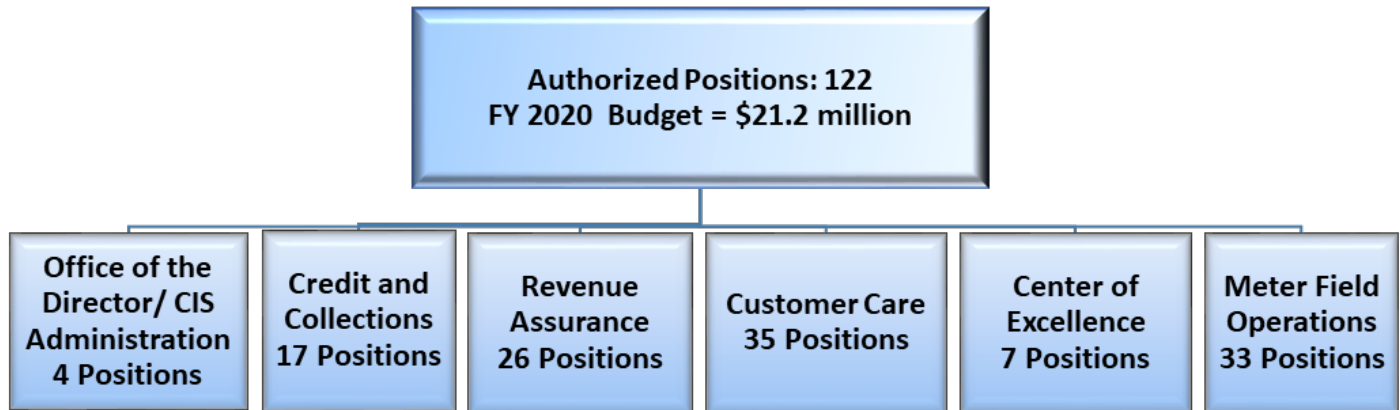 Authorized Positions: 122
FY 2020 Budget = $21.2 million
Office of the
Director/ CIS
Administration
4 Positions
Credit and
Collections
17 Positions
Revenue
Assurance
26 Positions
Customer Care
35 Positions
Center of
Excellence
7 Positions
Meter Field
Operations
33 Positions